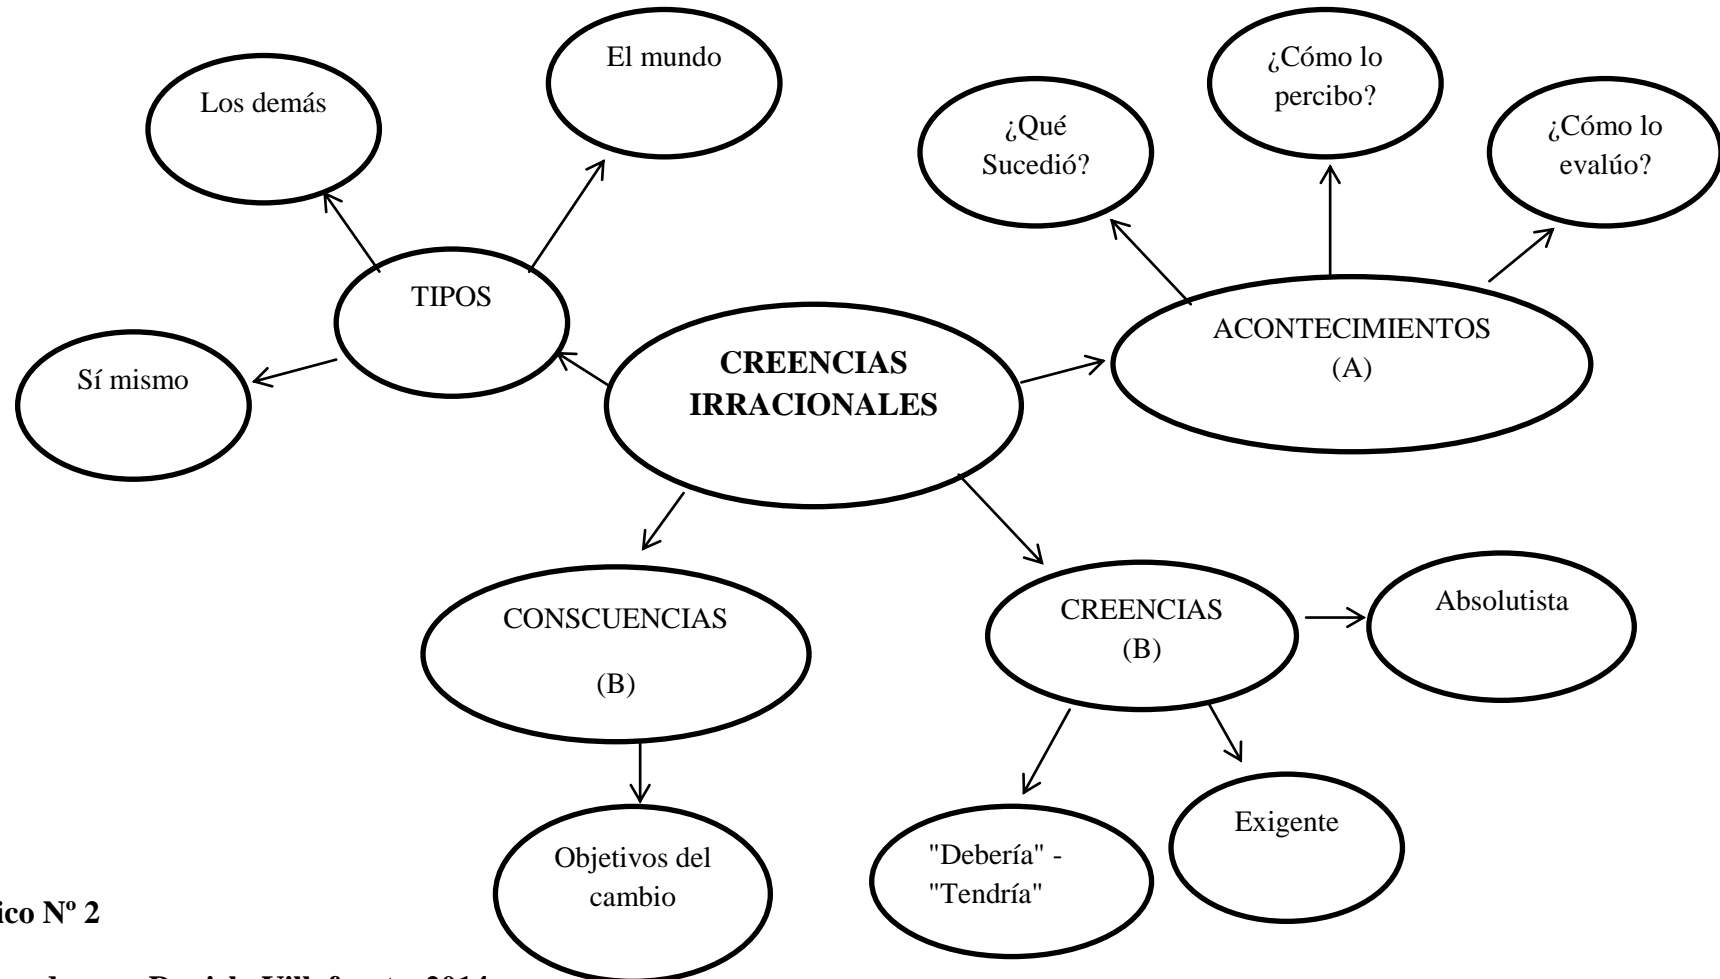 El mundo
Los demás
¿Cómo lo
percibo?
¿Qué
Sucedió?
¿Cómo lo
evalúo?
TIPOS
Sí mismo
CREENCIAS
IRRACIONALES
ACONTECIMIENTOS
(A)
CONSCUENCIAS
(B)
CREENCIAS
(B)
Absolutista
Objetivos del
cambio
"Debería" -
"Tendría"
Exigente
ico Nº 2